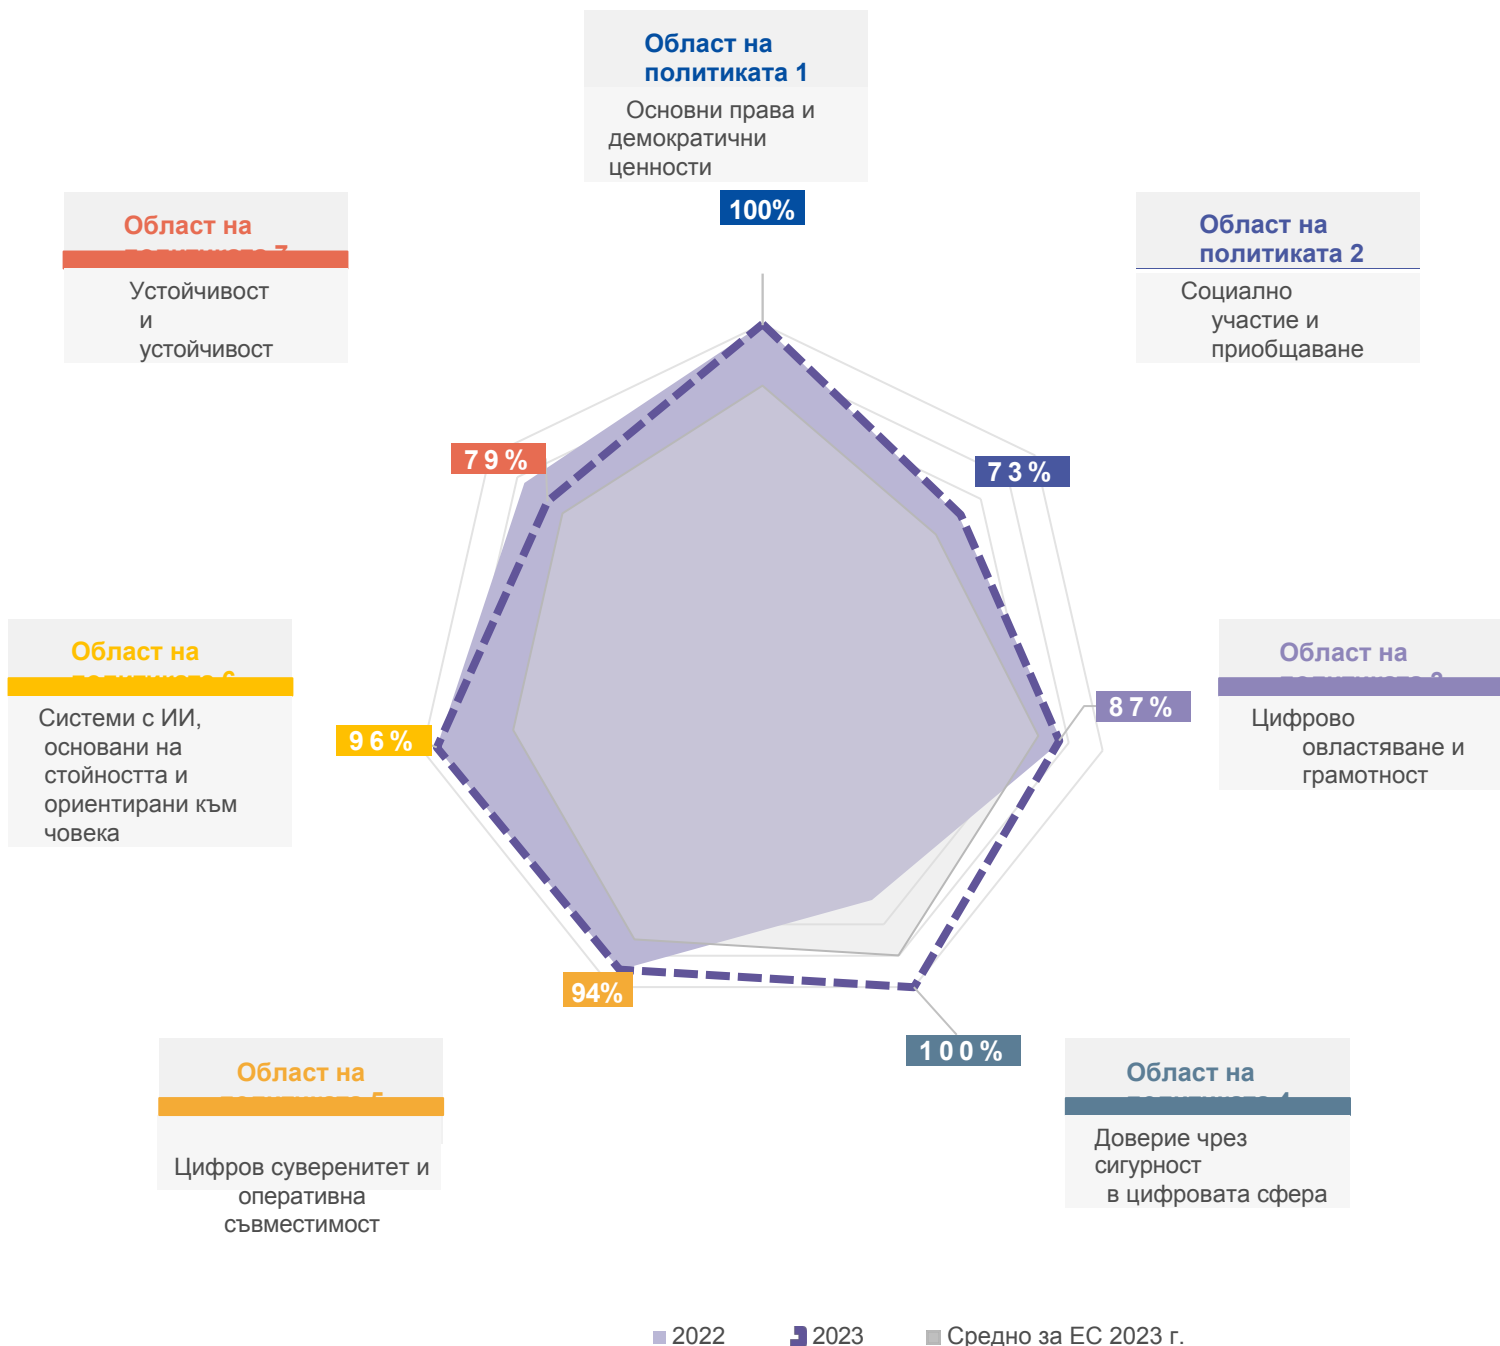 Област на
политиката 1
Основни права и
демократични
ценности
100%
Област на
Устойчивост
и
устойчивост
79%
Област на
политиката 2
Социално
участие и
приобщаване
73%
Област на
Системи с ИИ,
основани на
стойността и
ориентирани към
човека
96%
Област на
Цифрово
овластяване и
грамотност
87%
94%
100%
Област на
Цифров суверенитет и
оперативна
съвместимост
Област на
Доверие чрез
сигурност
в цифровата сфера
2022
2023
Средно за ЕС 2023 г.